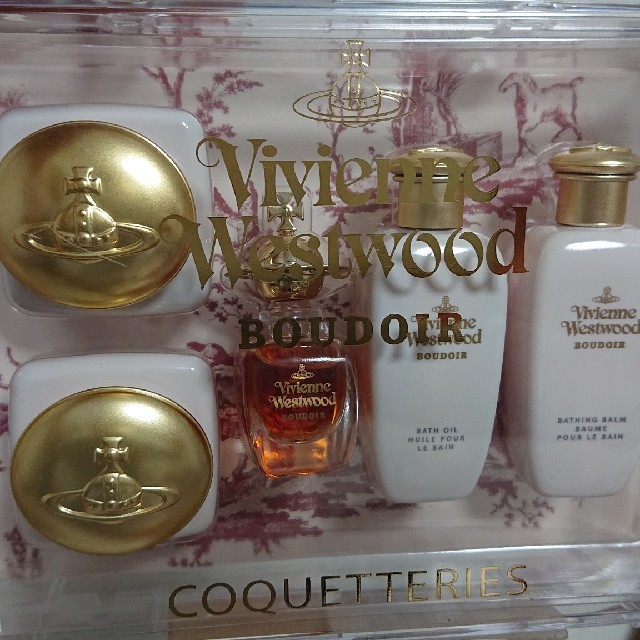 Vivienne
Westwood
BOUDOIR
Vivienne
Westwood
BOUDOIR
Vivienne
Westwood
BOUDOIR
BATH OIL
HUILE POUR
LE BAIN
Vivienne
Westwood
BOUDOIR
BATHING BALM
BAUME
POUR LE BAIN
COQUETTERIES